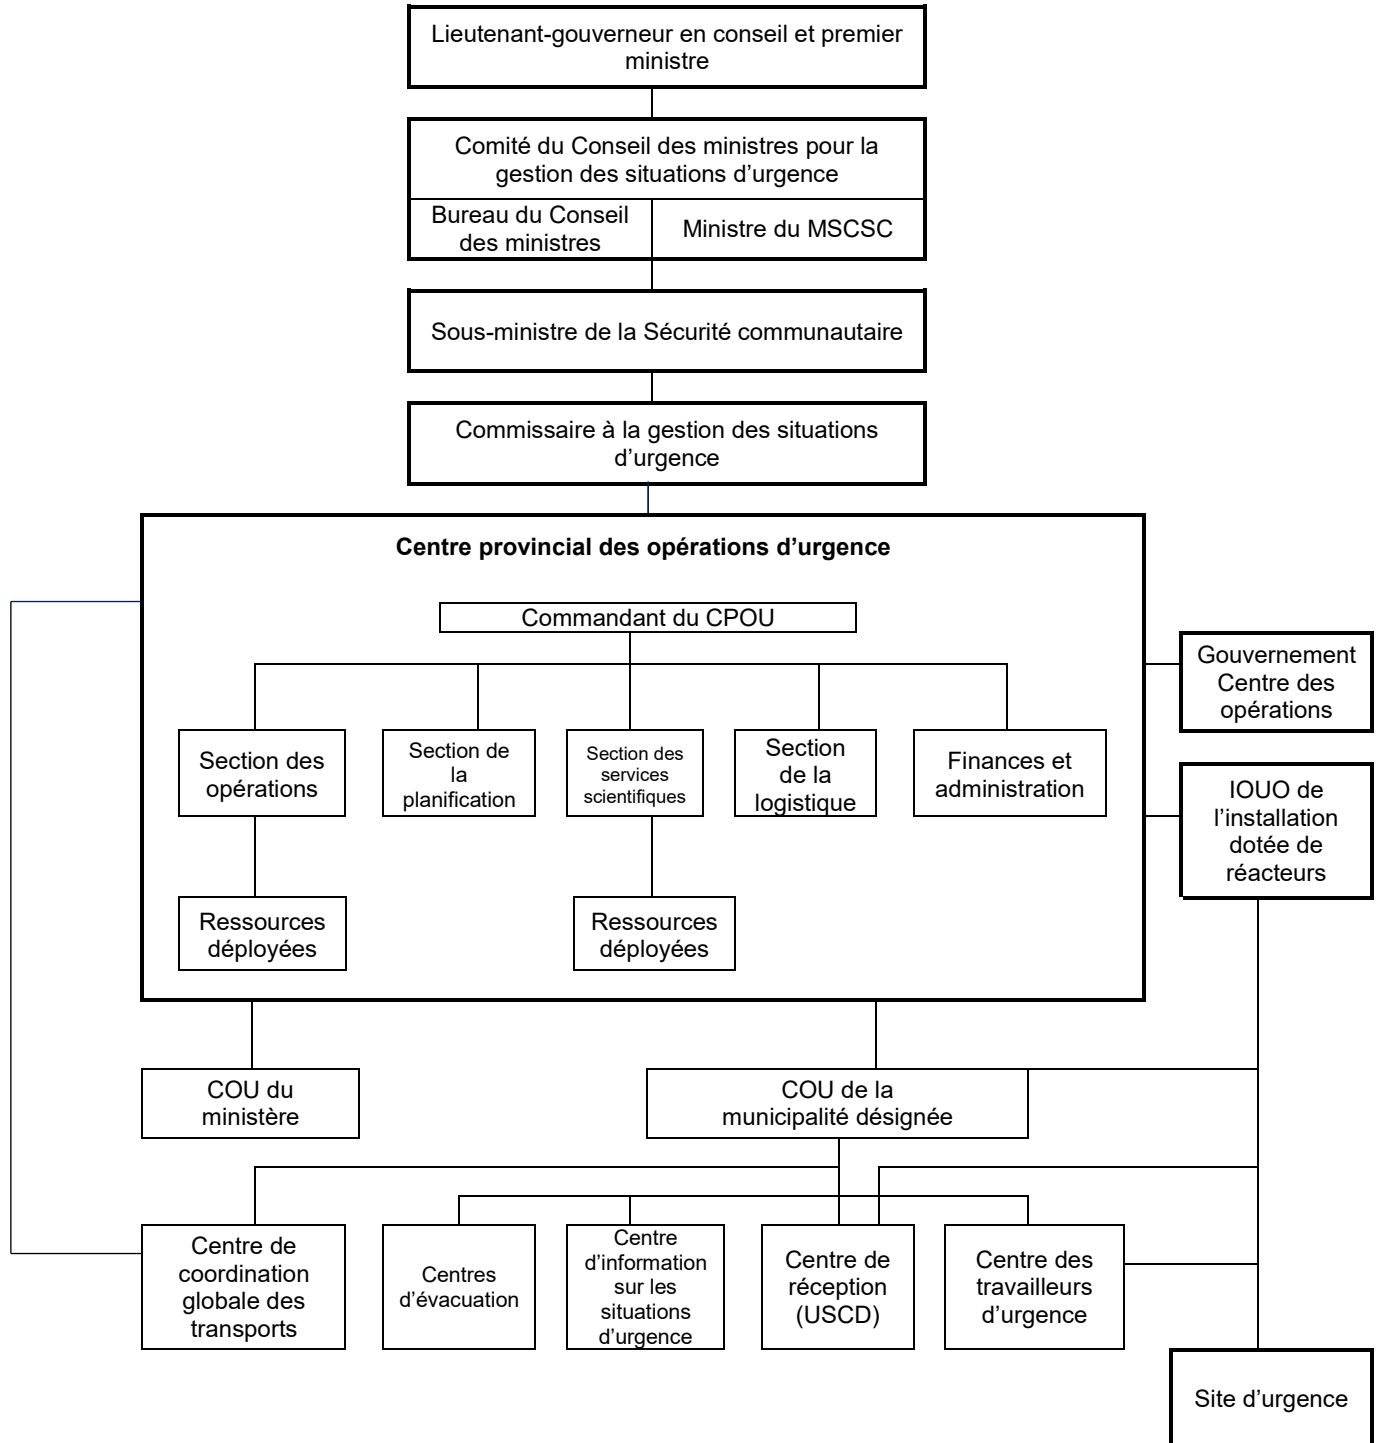 Lieutenant-gouverneur en conseil et premier
ministre
Comité du Conseil des ministres pour la
gestion des situations d’urgence
Bureau du Conseil
des ministres
Ministre du MSCSC
Sous-ministre de la Sécurité communautaire
Commissaire à la gestion des situations
d’urgence
Centre provincial des opérations d’urgence
Commandant du CPOU
Section des
opérations
Section de
la
planification
Section des
services
scientifiques
Section
de la
logistique
Finances et
administration
Ressources
déployées
Ressources
déployées
Gouvernement
Centre des
opérations
IOUO de
l’installation
dotée de
réacteurs
COU du
ministère
COU de la
municipalité désignée
Centre de
coordination
globale des
transports
Centres
d’évacuation
Centre
d’information
sur les
situations
d’urgence
Centre de
réception
(USCD)
Centre des
travailleurs
d’urgence
Site d’urgence